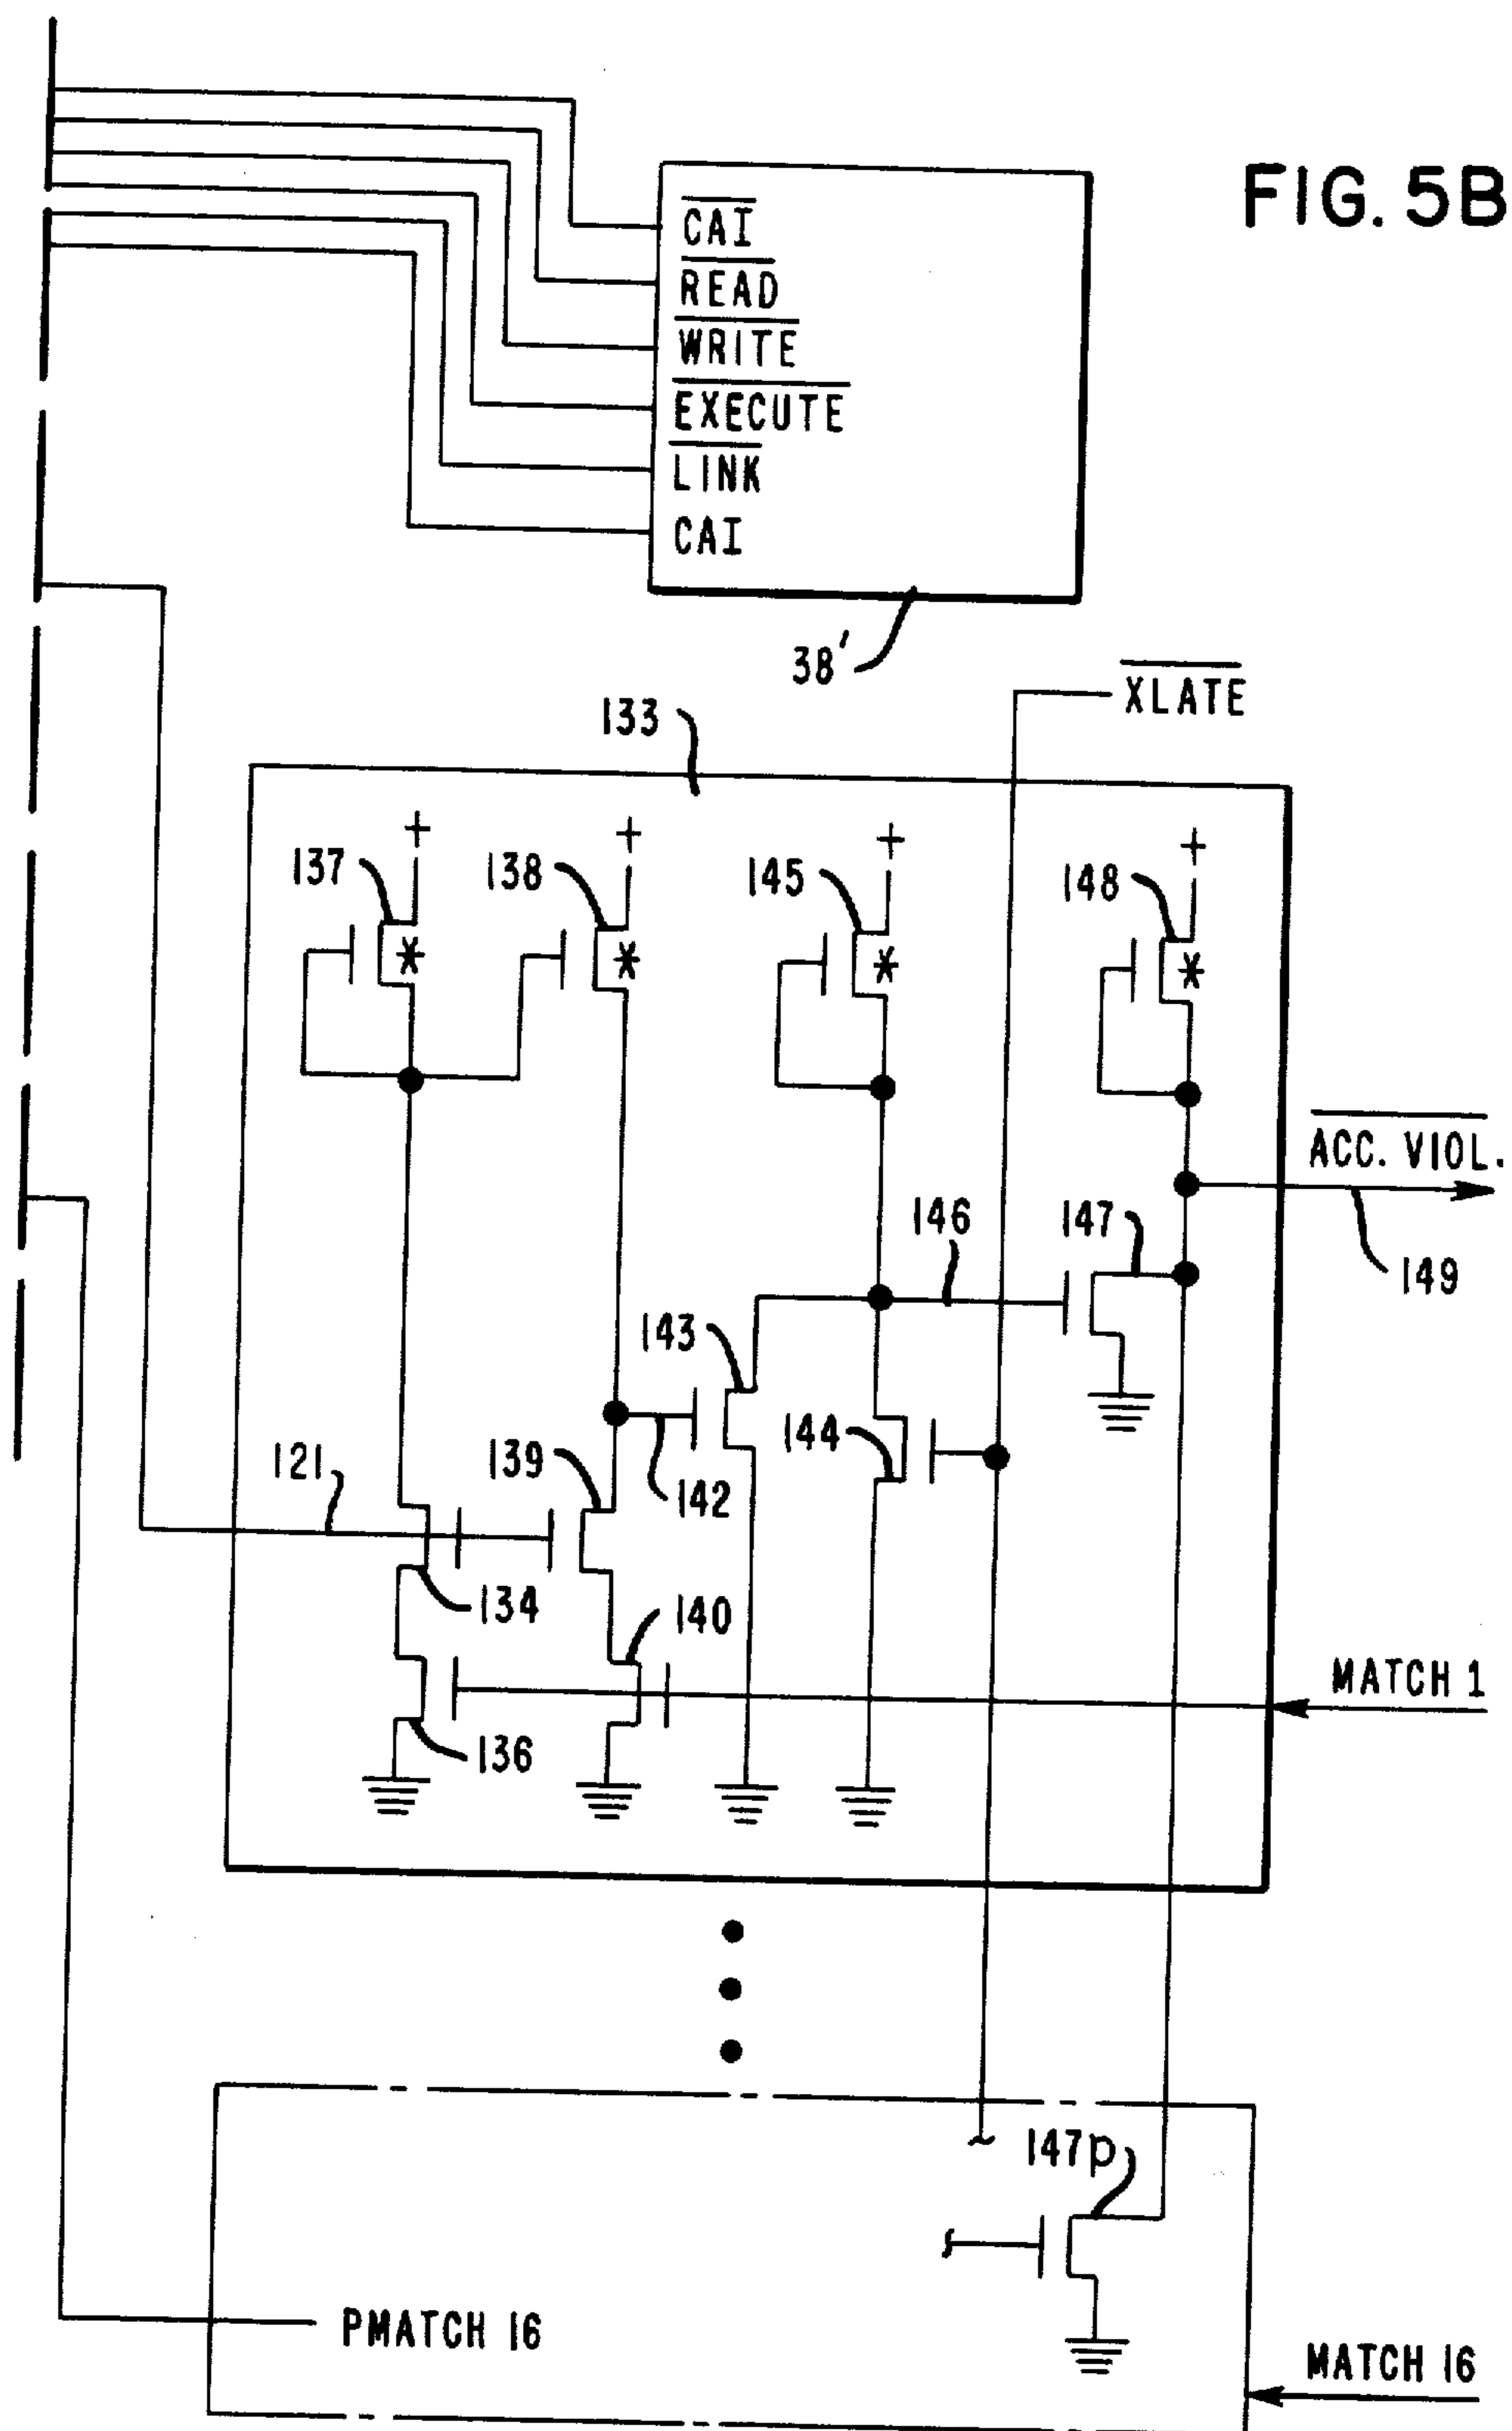 FIG. 5B
CAI
READ
WRITE
EXECUTE
LINK
CAI
38'
XLATE
133
+ + + +
137 138 145 148
* * * *
ACC. VIOL.
146 147
149
143
144
121 139
142
134
140
MATCH 1
136
147p
PMATCH 16
MATCH 16